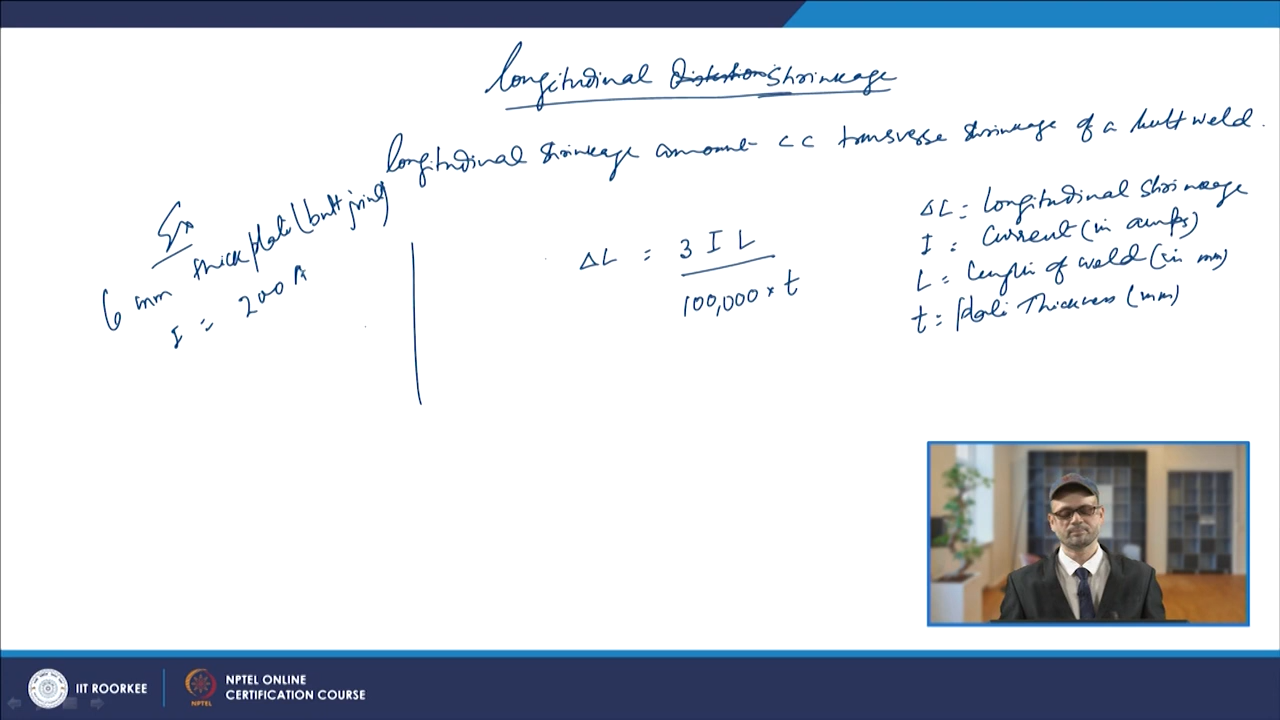 Longitudinal Distortion Shrinkage
Longitudinal shrinkage amount << transverse shrinkage of a butt weld.
Ex
6 mm thick plate (butt joint)
I = 200 A
ΔL = 3 I L / 100,000 × t
ΔL = Longitudinal shrinkage
I = Current (in amps)
L = Length of weld (in mm)
t = Plate Thickness (mm)
IIT ROORKEE
NPTEL ONLINE
CERTIFICATION COURSE
NPTEL